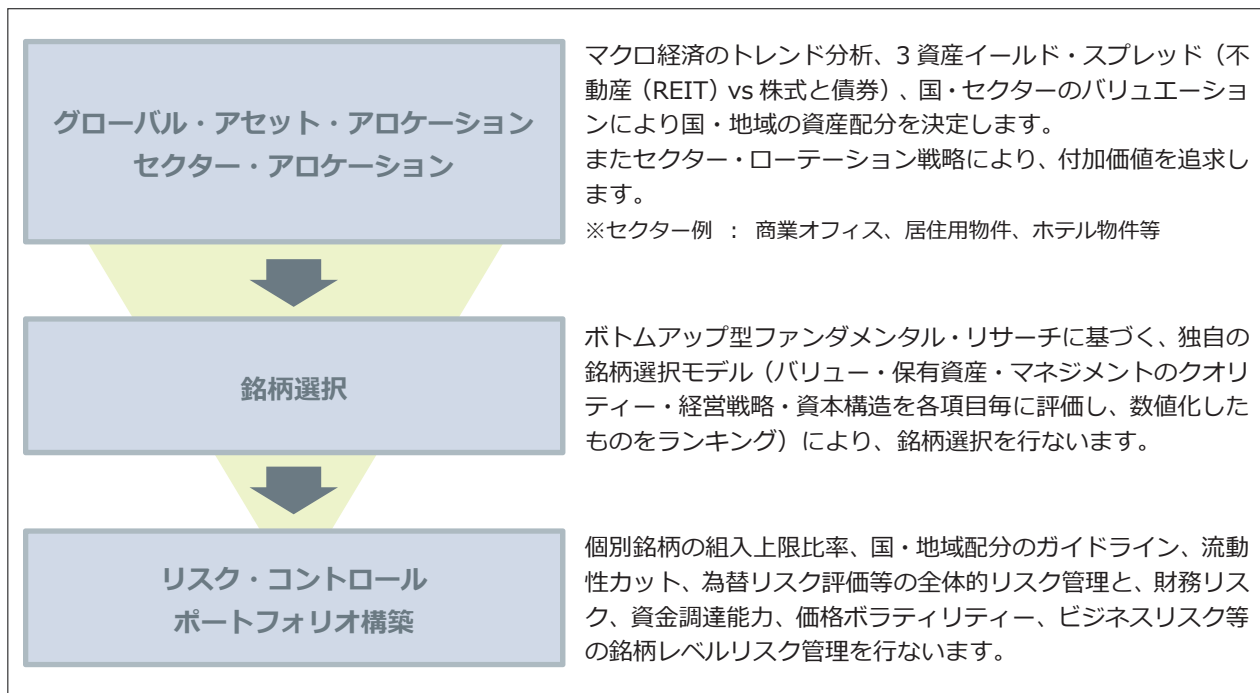 グローバル・アセット・アロケーション
セクター・アロケーション
マクロ経済のトレンド分析、3 資産イールド・スプレッド（不
動産（REIT）vs 株式と債券）、国・セクターのバリュエーショ
ンにより国・地域の資産配分を決定します。
またセクター・ローテーション戦略により、付加価値を追求し
ます。
※セクター例 ： 商業オフィス、居住用物件、ホテル物件等
銘柄選択
ボトムアップ型ファンダメンタル・リサーチに基づく、独自の
銘柄選択モデル（バリュー・保有資産・マネジメントのクオリ
ティー・経営戦略・資本構造を各項目毎に評価し、数値化した
ものをランキング）により、銘柄選択を行ないます。
リスク・コントロール
ポートフォリオ構築
個別銘柄の組入上限比率、国・地域配分のガイドライン、流動
性カット、為替リスク評価等の全体的リスク管理と、財務リス
ク、資金調達能力、価格ボラティリティー、ビジネスリスク等
の銘柄レベルリスク管理を行ないます。